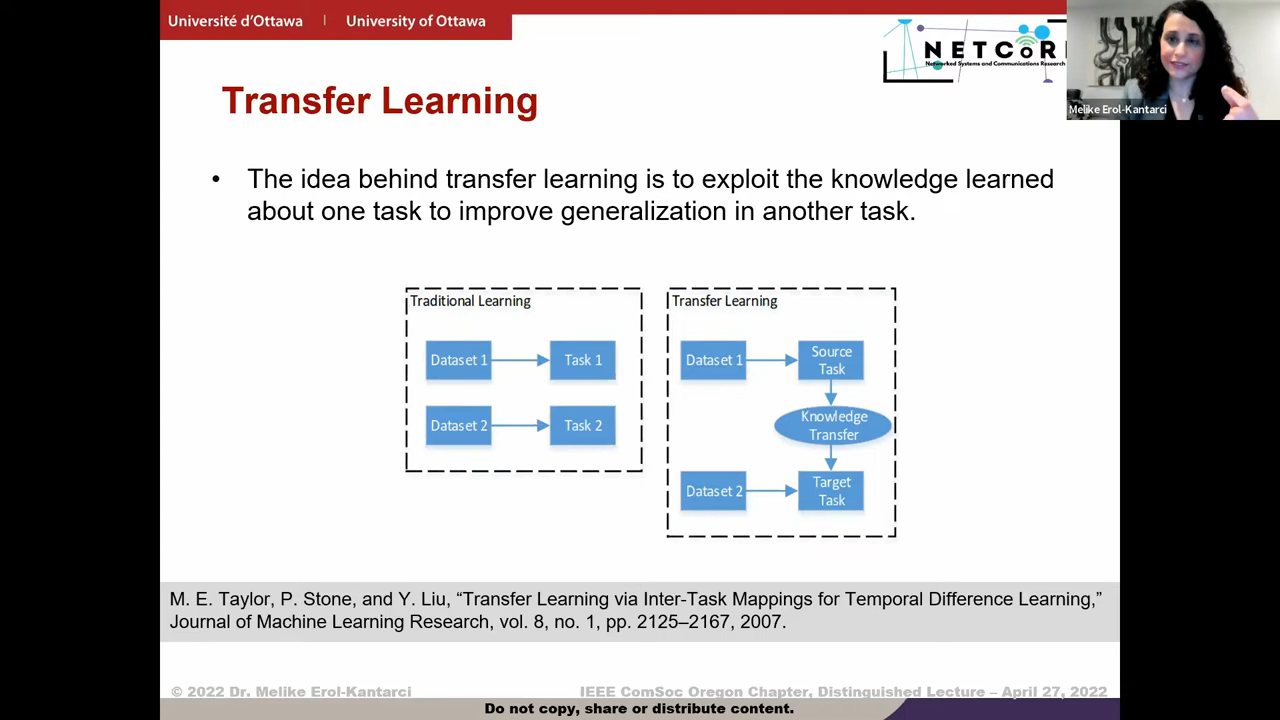 Université d'Ottawa | University of Ottawa
NETCOR
Networked Systems and Communications Research
Melike Erol-Kantarci
Transfer Learning
• The idea behind transfer learning is to exploit the knowledge learned
about one task to improve generalization in another task.
Traditional Learning
Dataset 1
Task 1
Dataset 2
Task 2
Transfer Learning
Dataset 1
Source
Task
Knowledge
Transfer
Dataset 2
Target
Task
M. E. Taylor, P. Stone, and Y. Liu, “Transfer Learning via Inter-Task Mappings for Temporal Difference Learning,”
Journal of Machine Learning Research, vol. 8, no. 1, pp. 2125–2167, 2007.
© 2022 Dr. Melike Erol-Kantarci
IEEE ComSoc Oregon Chapter, Distinguished Lecture – April 27, 2022
Do not copy, share or distribute content.